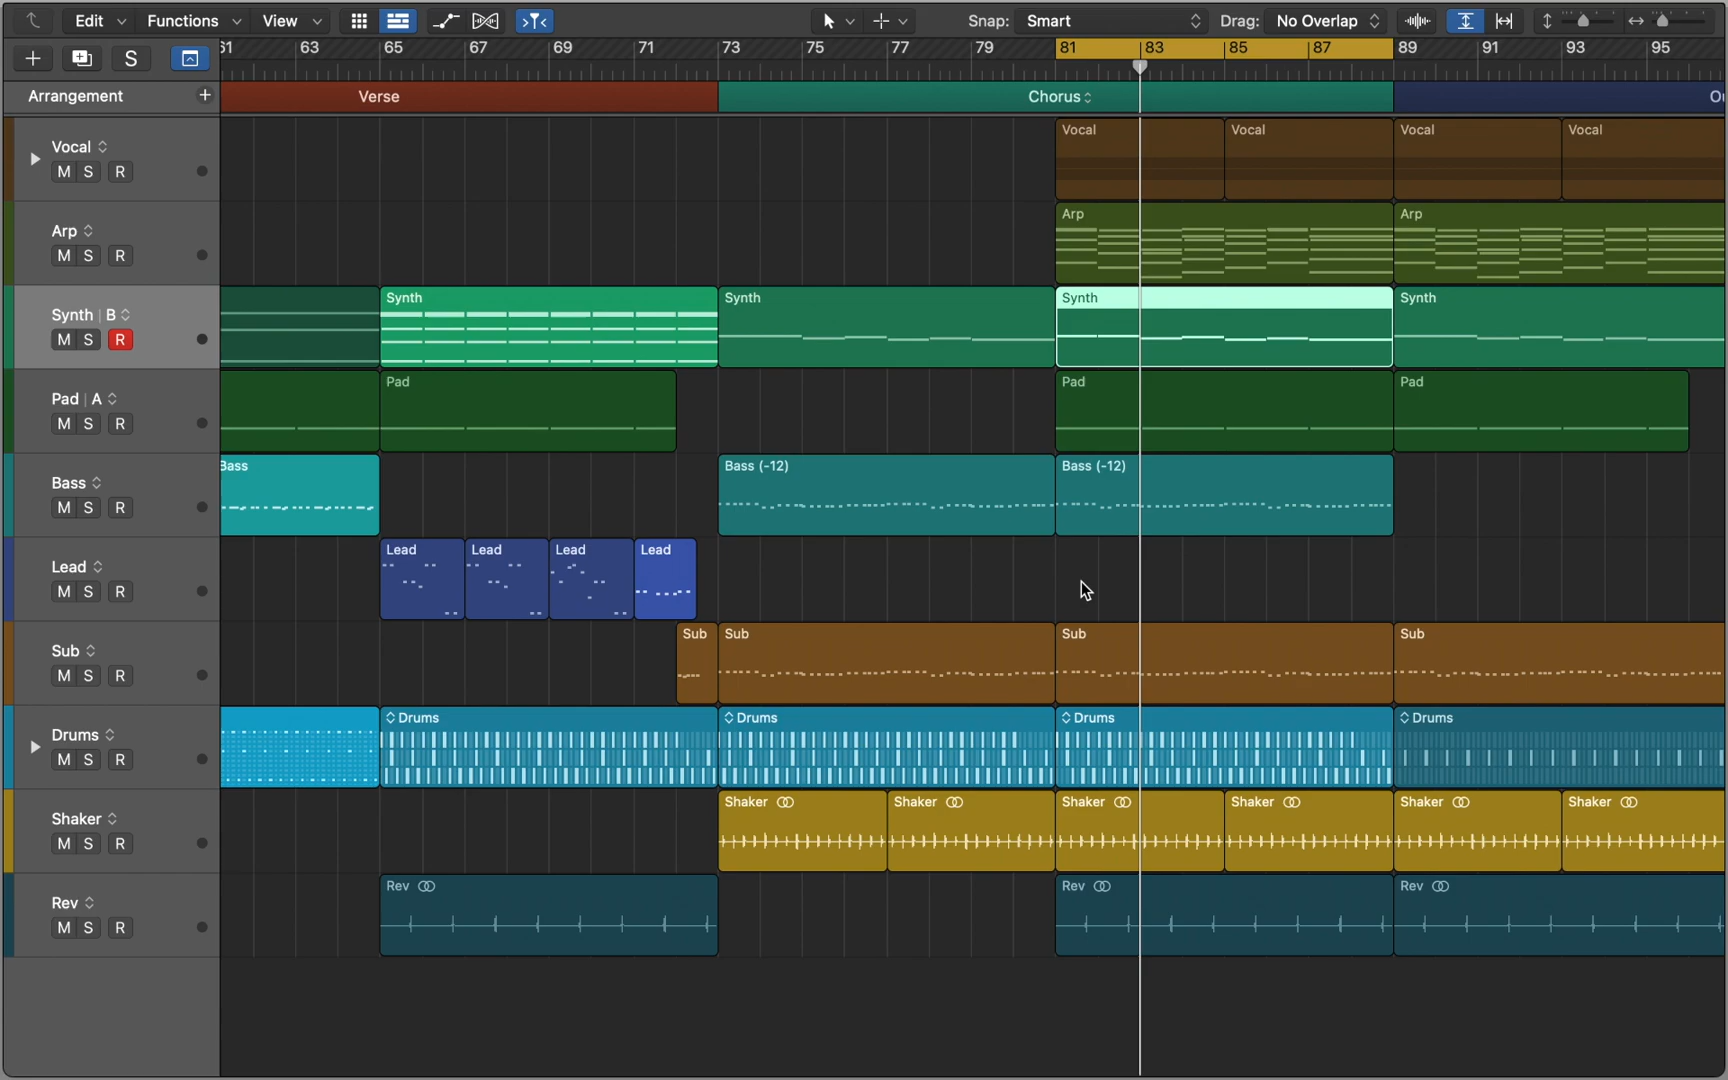 Edit Functions View Snap: Smart Drag: No Overlap
S 61 63 65 67 69 71 73 75 77 79 81 83 85 87 89 91 93 95
Arrangement + Verse Chorus
Vocal Vocal Vocal Vocal Vocal
M S R
Arp Arp Arp
M S R
Synth | B Synth Synth Synth Synth
M S R
Pad | A Pad Pad Pad
M S R
Bass Bass Bass (-12) Bass (-12)
M S R
Lead Lead Lead Lead Lead
M S R
Sub Sub Sub Sub Sub
M S R
Drums Drums Drums Drums Drums
M S R
Shaker Shaker Shaker Shaker Shaker Shaker Shaker
M S R
Rev Rev Rev Rev
M S R